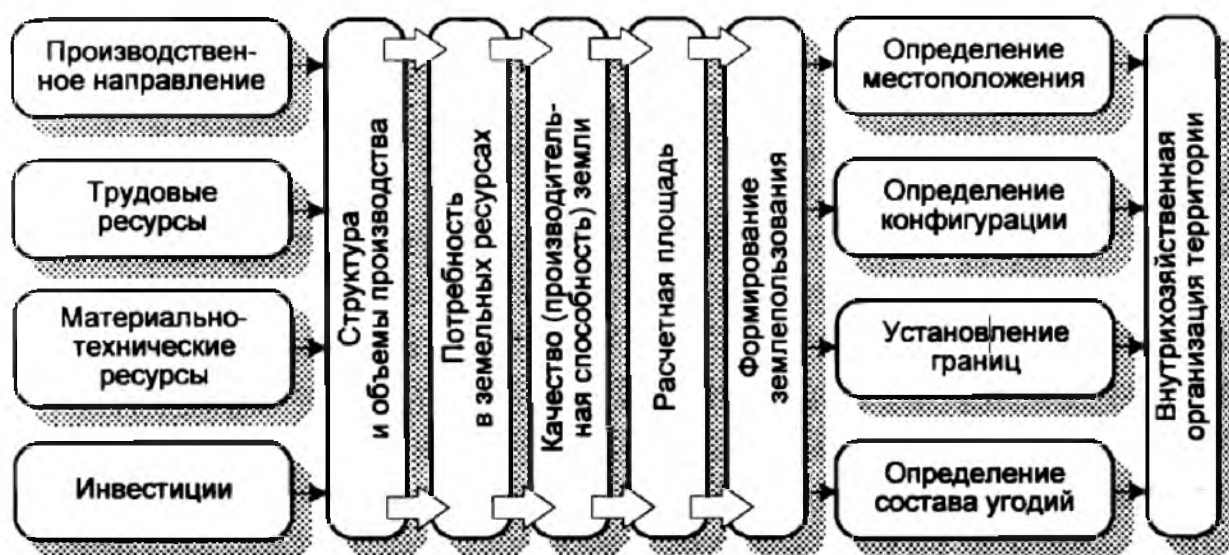 Производствен-
ное направление
Трудовые
ресурсы
Материально-
технические
ресурсы
Инвестиции
Структура
и объемы производства
Потребность
в земельных ресурсах
Качество (производитель-
ная способность) земли
Расчетная площадь
Формирование
землепользования
Определение
местоположения
Определение
конфигурации
Установление
границ
Определение
состава угодий
Внутрихозяйственная
организация территории